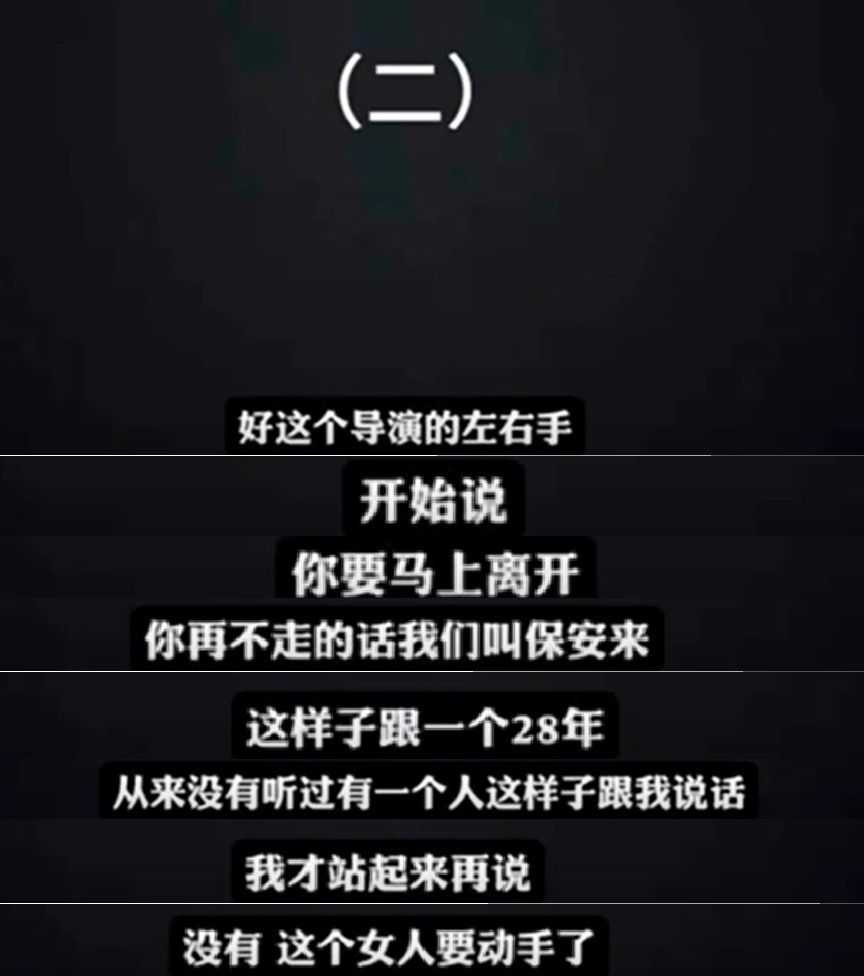 （二）
好这个导演的左右手
开始说
你要马上离开
你再不走的话我们叫保安来
这样子跟一个28年
从来没有听过有一个人这样子跟我说话
我才站起来再说
没有 这个女人要动手了